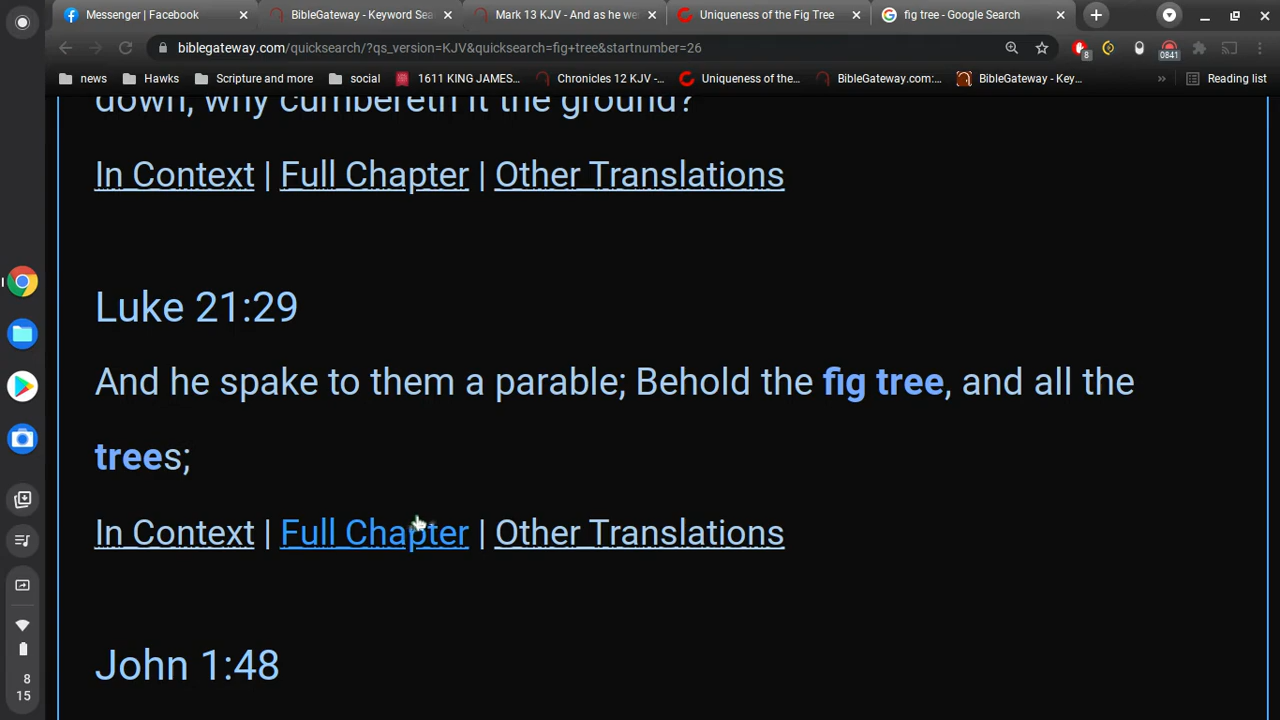 Messenger | Facebook
BibleGateway - Keyword Sea
Mark 13 KJV - And as he we
Uniqueness of the Fig Tree
fig tree - Google Search
biblegateway.com/quicksearch/?qs_version=KJV&quicksearch=fig+tree&startnumber=26
8
0841
news
Hawks
Scripture and more
social
1611 KING JAMES...
Chronicles 12 KJV -...
Uniqueness of the...
BibleGateway.com:...
BibleGateway - Key...
»
Reading list
down, why cumbereth it the ground?
In Context | Full Chapter | Other Translations
Luke 21:29
And he spake to them a parable; Behold the fig tree, and all the
trees;
In Context | Full Chapter | Other Translations
John 1:48
8
15